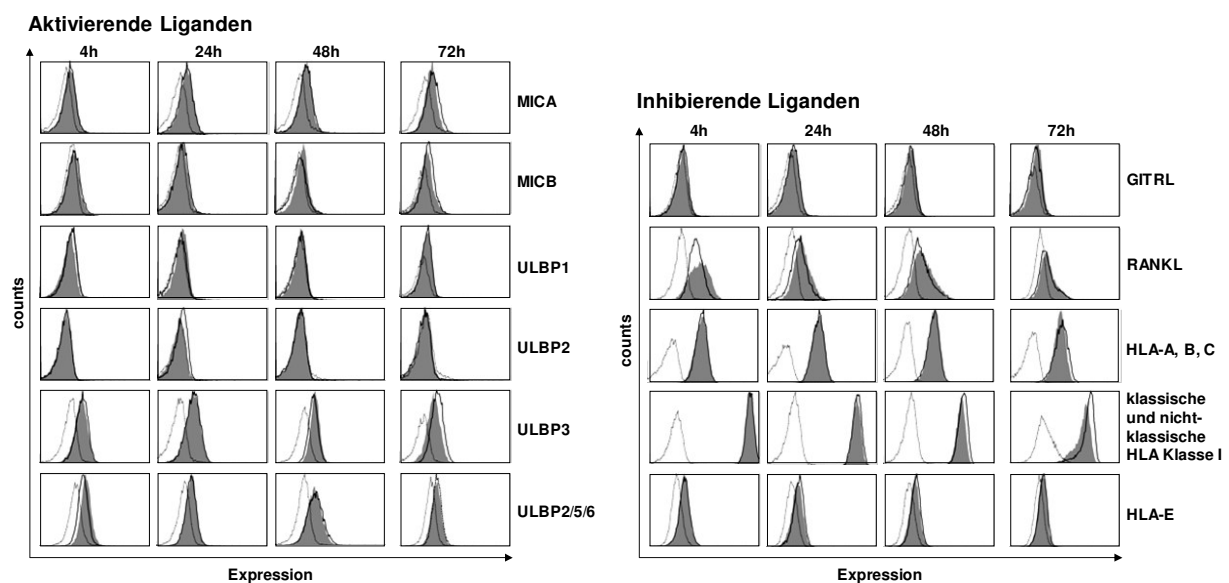 Aktivierende Liganden
4h 24h 48h 72h
MICA
MICB
ULBP1
ULBP2
ULBP3
ULBP2/5/6
counts
Expression
Inhibierende Liganden
4h 24h 48h 72h
GITRL
RANKL
HLA-A, B, C
klassische
und nicht-
klassische
HLA Klasse I
HLA-E
counts
Expression